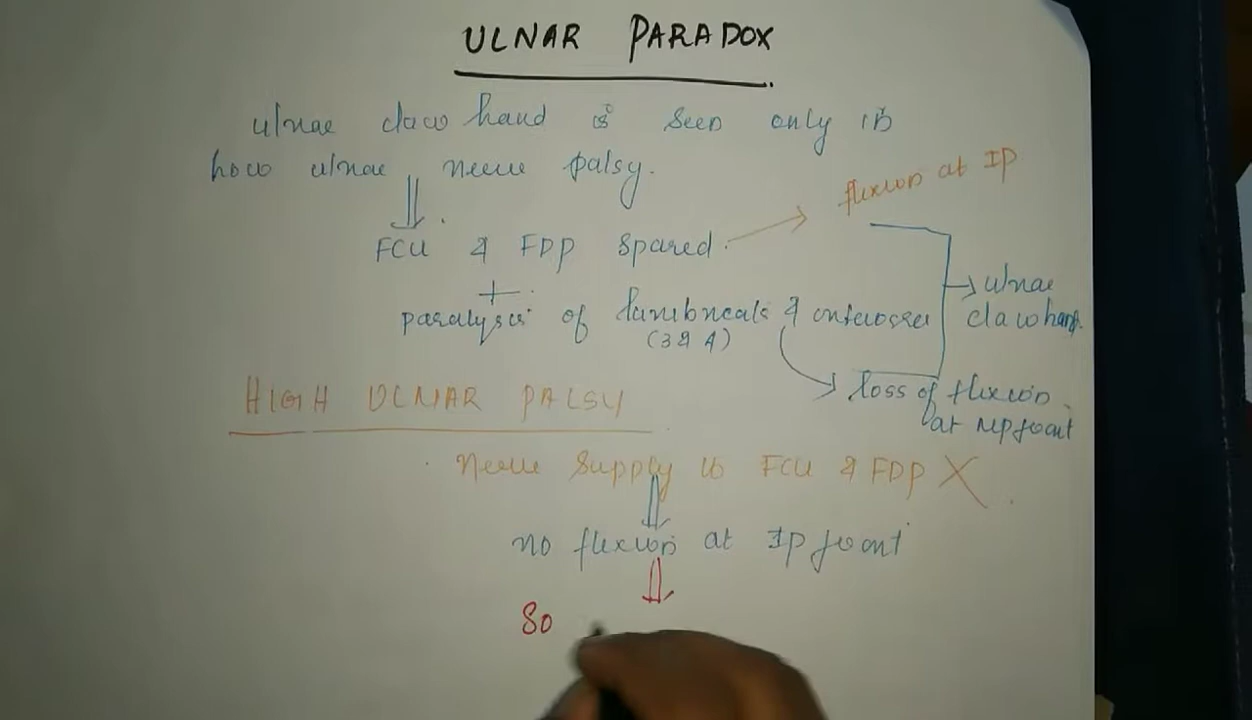 ULNAR PARADOX
ulnar claw hand is seen only in
low ulnar nerve palsy.
flexion at IP
FCU & FDP spared
+
paralysis of lumbricals & interossei
(3 & 4)
ulnar
claw hand.
loss of flexion
at MP joint
HIGH ULNAR PALSY
Nerve supply to FCU & FDP X
no flexion at IP joint
So